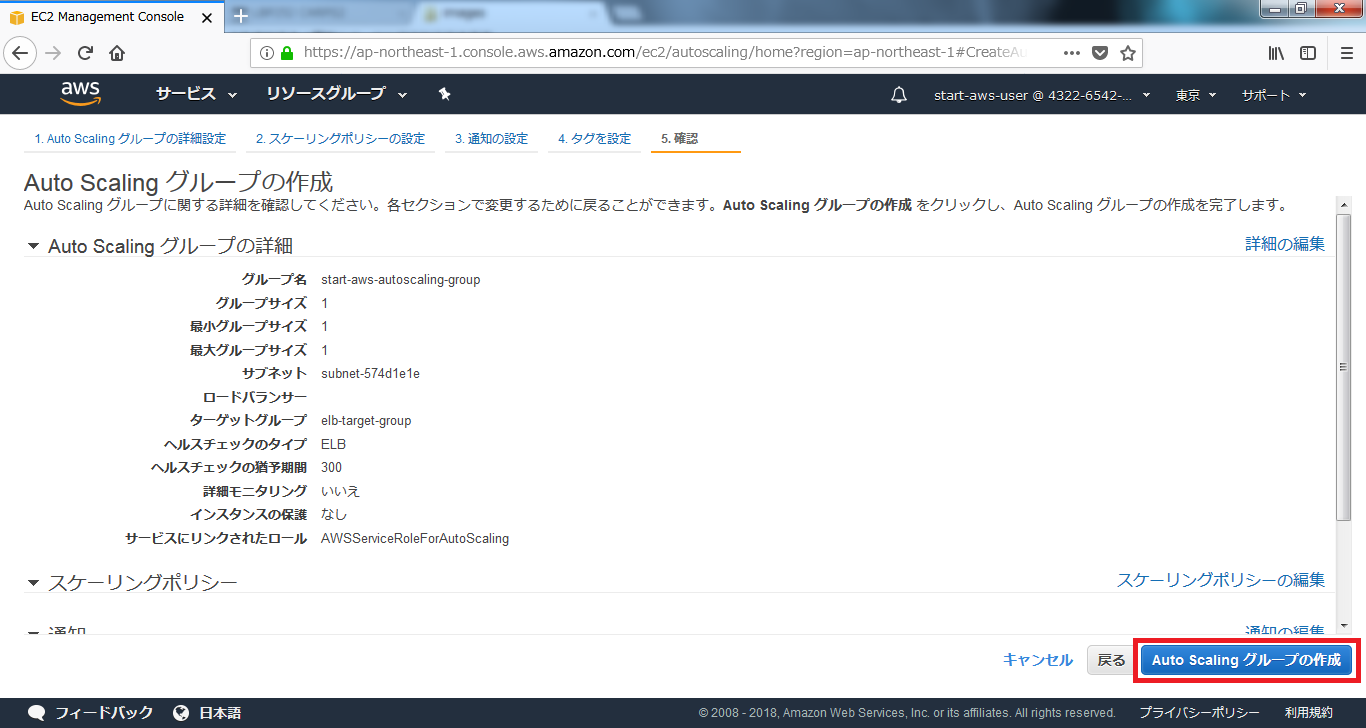 EC2 Management Console
images
https://ap-northeast-1.console.aws.amazon.com/ec2/autoscaling/home?region=ap-northeast-1#CreateAu
aws サービス リソースグループ start-aws-user @ 4322-6542-... 東京 サポート
1. Auto Scaling グループの詳細設定 2. スケーリングポリシーの設定 3. 通知の設定 4. タグを設定 5. 確認
Auto Scaling グループの作成
Auto Scaling グループに関する詳細を確認してください。各セクションで変更するために戻ることができます。Auto Scaling グループの作成 をクリックし、Auto Scaling グループの作成を完了します。
Auto Scaling グループの詳細 詳細の編集
グループ名 start-aws-autoscaling-group
グループサイズ 1
最小グループサイズ 1
最大グループサイズ 1
サブネット subnet-574d1e1e
ロードバランサー
ターゲットグループ elb-target-group
ヘルスチェックのタイプ ELB
ヘルスチェックの猶予期間 300
詳細モニタリング いいえ
インスタンスの保護 なし
サービスにリンクされたロール AWSServiceRoleForAutoScaling
スケーリングポリシー スケーリングポリシーの編集
通知 通知の編集
キャンセル 戻る Auto Scaling グループの作成
フィードバック 日本語 © 2008 - 2018, Amazon Web Services, Inc. or its affiliates. All rights reserved. プライバシーポリシー 利用規約